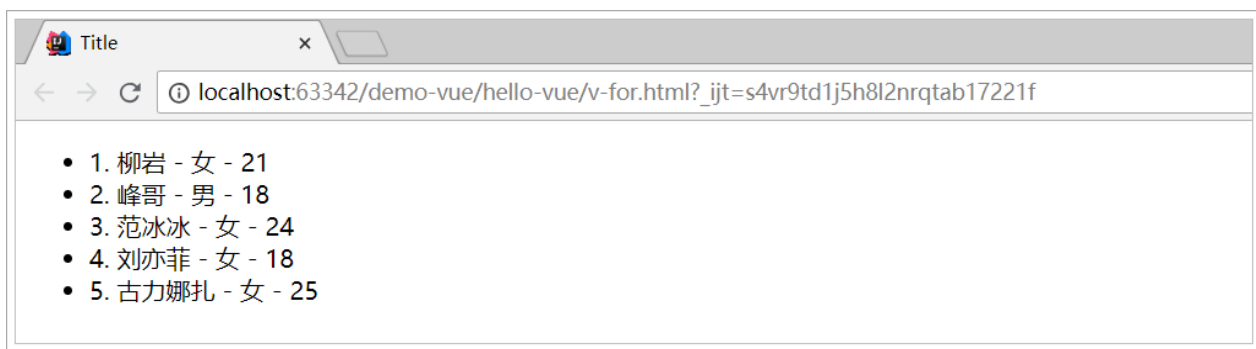 Title
localhost:63342/demo-vue/hello-vue/v-for.html?_ijt=s4vr9td1j5h8l2nrqtab17221f
1. 柳岩 - 女 - 21
2. 峰哥 - 男 - 18
3. 范冰冰 - 女 - 24
4. 刘亦菲 - 女 - 18
5. 古力娜扎 - 女 - 25